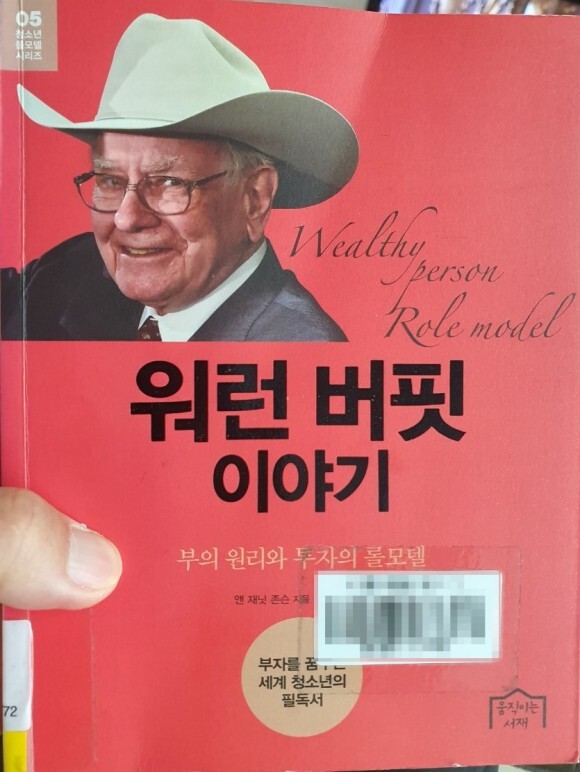 05
청소년
롤모델
시리즈
Wealthy
person
Role model
워런 버핏
이야기
부의 원리와 투자의 롤모델
앤 재닛 존슨 지음
부자를
세계 청소년의
필독서
움직이는
서재
72